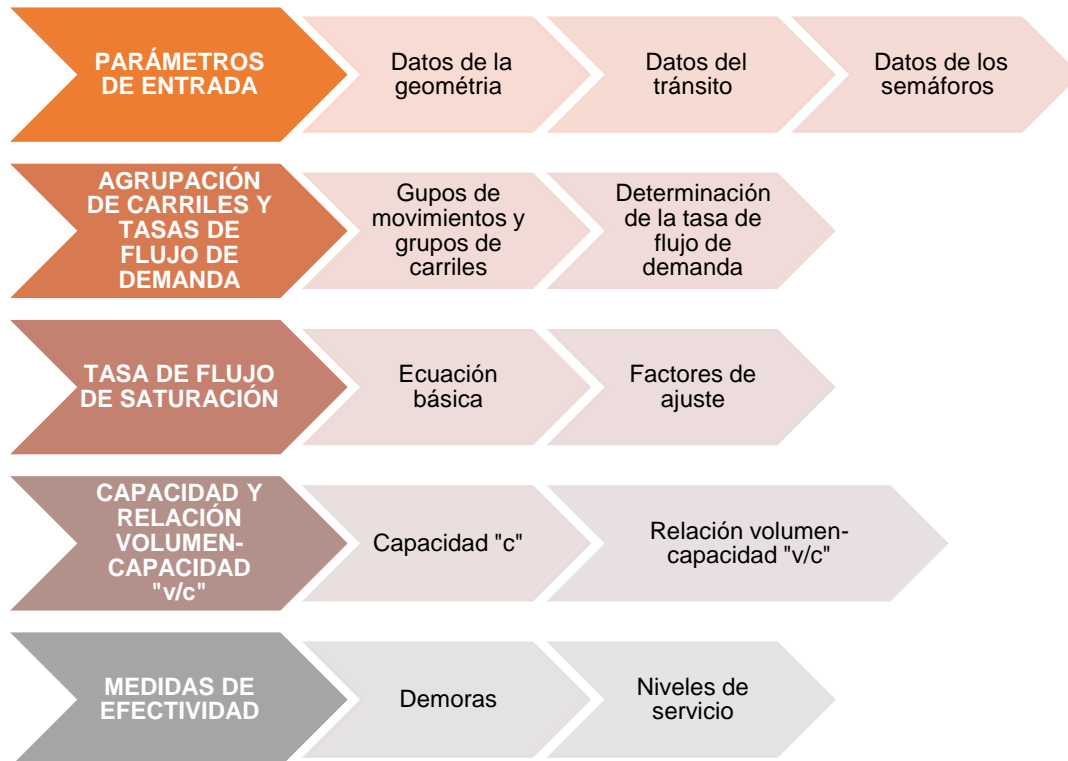 PARÁMETROS
DE ENTRADA
Datos de la
geométria
Datos del
tránsito
Datos de los
semáforos
AGRUPACIÓN
DE CARRILES Y
TASAS DE
FLUJO DE
DEMANDA
Gupos de
movimientos y
grupos de
carriles
Determinación
de la tasa de
flujo de
demanda
TASA DE FLUJO
DE SATURACIÓN
Ecuación
básica
Factores de
ajuste
CAPACIDAD Y
RELACIÓN
VOLUMEN-
CAPACIDAD
"v/c"
Capacidad "c"
Relación volumen-
capacidad "v/c"
MEDIDAS DE
EFECTIVIDAD
Demoras
Niveles de
servicio